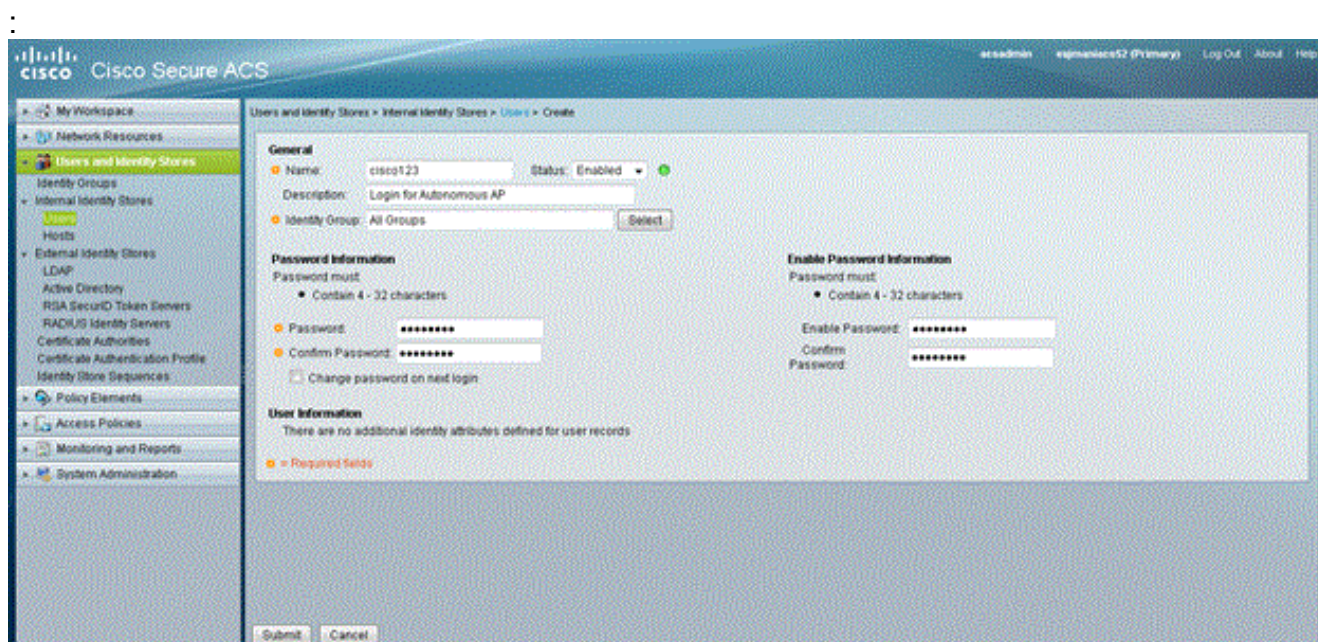 :
cisco Cisco Secure ACS
acsadmin (Primary) Log Out About Help
My Workspace
Network Resources
Users and Identity Stores
Identity Groups
Internal Identity Stores
Users
Hosts
External Identity Stores
LDAP
Active Directory
RSA SecurID Token Servers
RADIUS Identity Servers
Certificate Authorities
Certificate Authentication Profile
Identity Store Sequences
Policy Elements
Access Policies
Monitoring and Reports
System Administration
Users and Identity Stores > Internal Identity Stores > Users > Create
General
Name: cisco123 Status: Enabled
Description: Login for Autonomous AP
Identity Group: All Groups Select
Password Information
Password must:
• Contain 4 - 32 characters
Password: ••••••••
Confirm Password: ••••••••
Change password on next login
Enable Password Information
Password must:
• Contain 4 - 32 characters
Enable Password: ••••••••
Confirm
Password: ••••••••
User Information
There are no additional identity attributes defined for user records
= Required fields
Submit Cancel